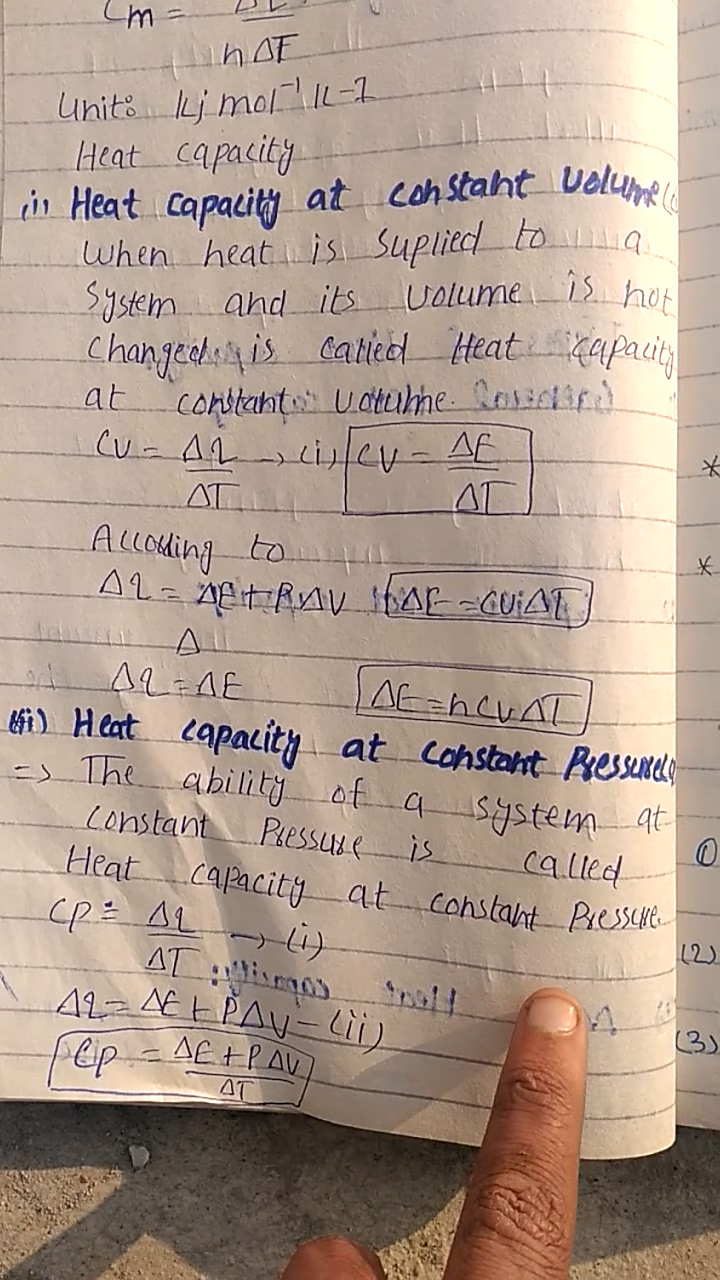 Cm = ΔE
nΔT
Unit: Kj mol⁻¹ K-1
Heat capacity
(i) Heat capacity at constant Volume
When heat is Suplied to a
System and its Volume is not
Changed is called Heat capacity
at constant volume.
CV = Δq/ΔT → (i) CV = ΔE/ΔT
According to
Δq = ΔE + PΔV ΔE = CV.ΔT
Δ
Δq = ΔE ΔE = nCVΔT
(ii) Heat capacity at constant Pressure
=> The ability of a system at
constant Pressure is called
Heat capacity at constant Pressure.
CP = Δq/ΔT → (i)
Δq = ΔE + PΔV – (ii)
CP = ΔE + PΔV/ΔT
*
*
①
(2)
(3)